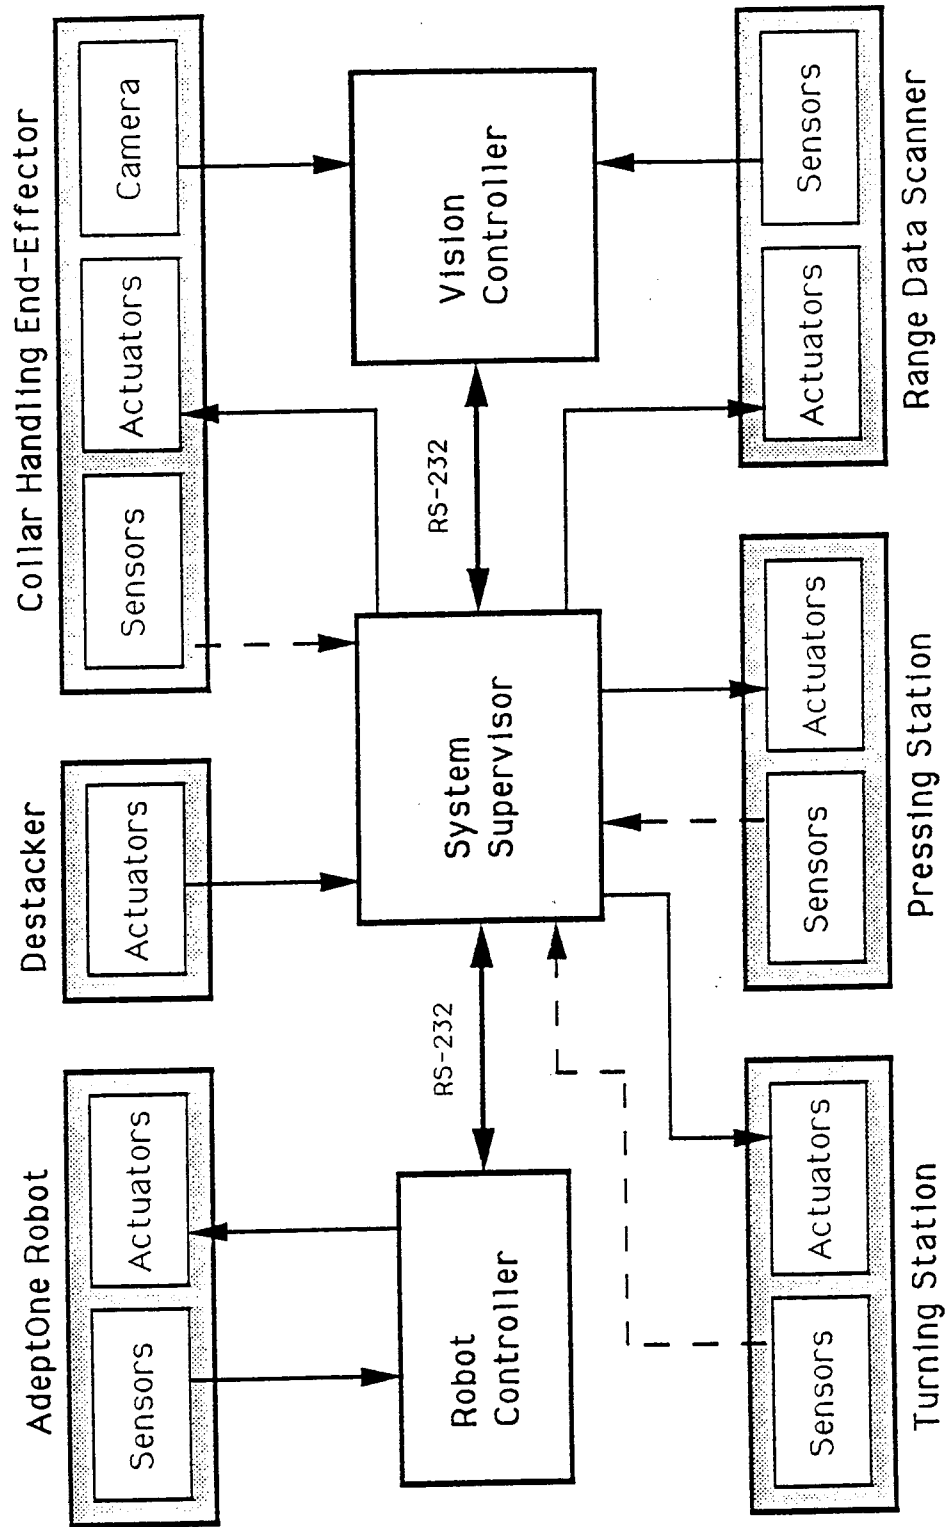 AdeptOne Robot
Sensors
Actuators
Destacker
Actuators
Collar Handling End-Effector
Sensors
Actuators
Camera
Robot
Controller
RS-232
System
Supervisor
RS-232
Vision
Controller
Turning Station
Sensors
Actuators
Pressing Station
Sensors
Actuators
Range Data Scanner
Actuators
Sensors